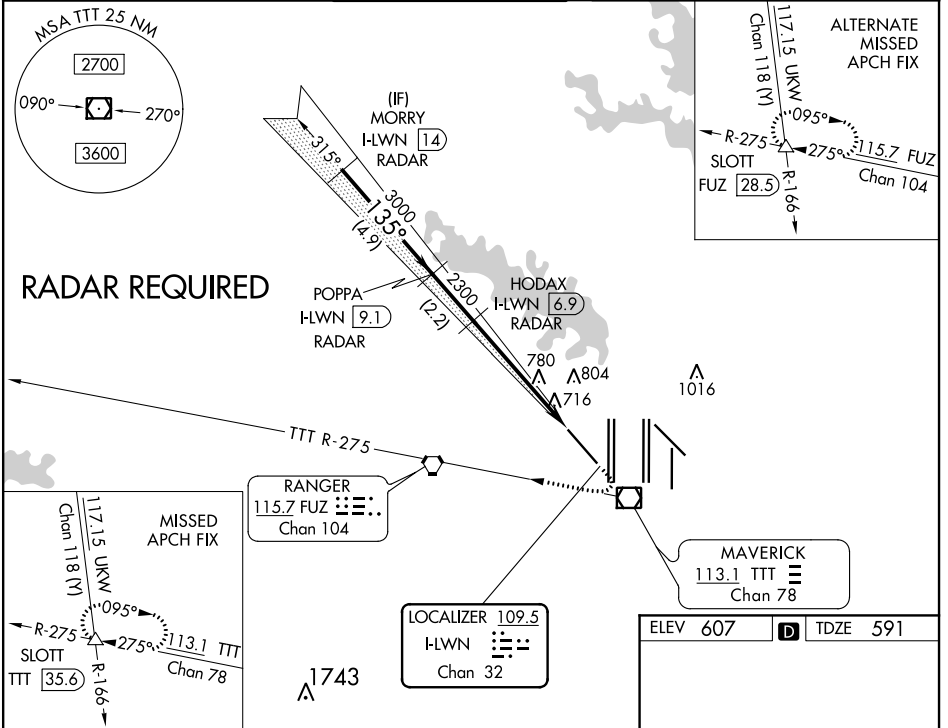 MSA TTT 25 NM
2700
090°
270°
3600
(IF)
MORRY
I-LWN 14
RADAR
315°
3000
135°
(4.9)
RADAR REQUIRED
POPPA
I-LWN 9.1
RADAR
2300
(2.2)
HODAX
I-LWN 6.9
RADAR
780
804
716
1016
ALTERNATE
MISSED
APCH FIX
117.15 UKW
Chan 118 (Y)
095°
R-275
275°
115.7 FUZ
Chan 104
SLOTT
FUZ 28.5
R-166
TTT R-275
RANGER
115.7 FUZ
Chan 104
MISSED
APCH FIX
117.15 UKW
Chan 118 (Y)
095°
R-275
275°
113.1 TTT
Chan 78
SLOTT
TTT 35.6
R-166
1743
LOCALIZER 109.5
I-LWN
Chan 32
MAVERICK
113.1 TTT
Chan 78
ELEV 607 D TDZE 591